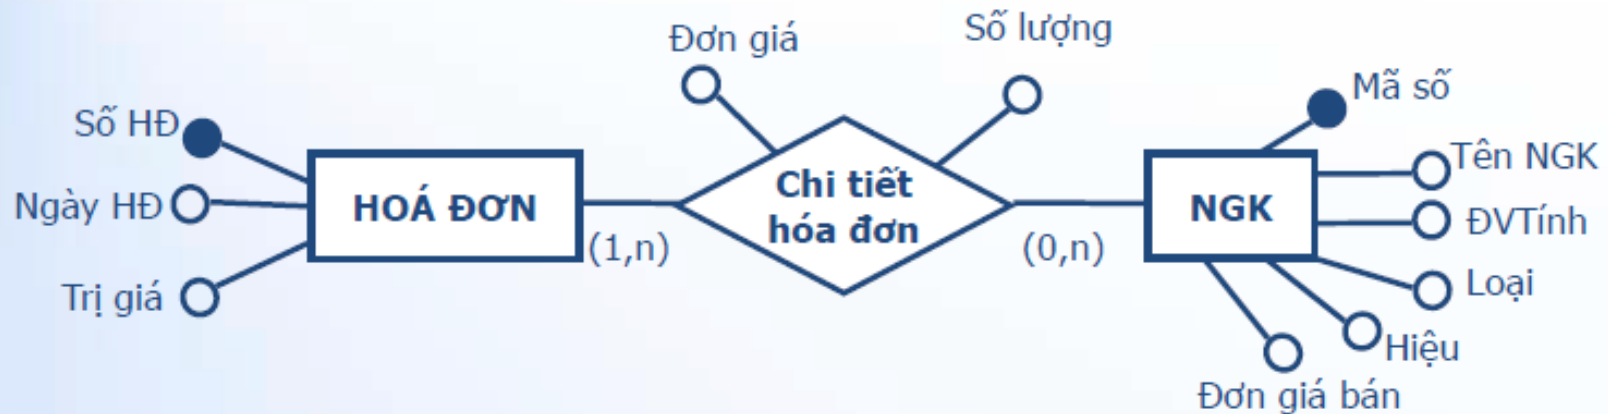 Đơn giá
Số lượng
Mã số
Số HĐ
Tên NGK
Ngày HĐ
HOÁ ĐƠN
Chi tiết
hóa đơn
NGK
ĐVTính
(1,n)
(0,n)
Trị giá
Loại
Hiệu
Đơn giá bán